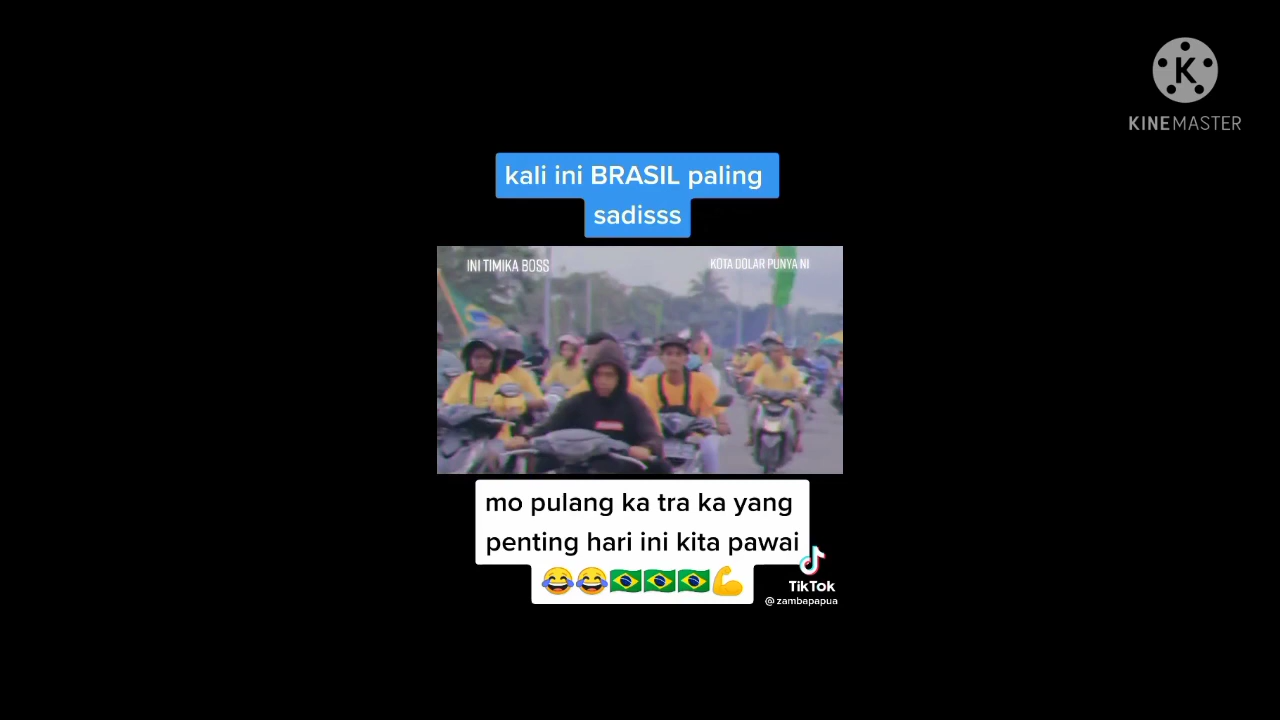 KINEMASTER
kali ini BRASIL paling
sadisss
INI TIMIKA BOSS
KOTA DOLAR PUNYA NI
mo pulang ka tra ka yang
penting hari ini kita pawai
😂😂🇧🇷🇧🇷🇧🇷💪
TikTok
@zambapapua